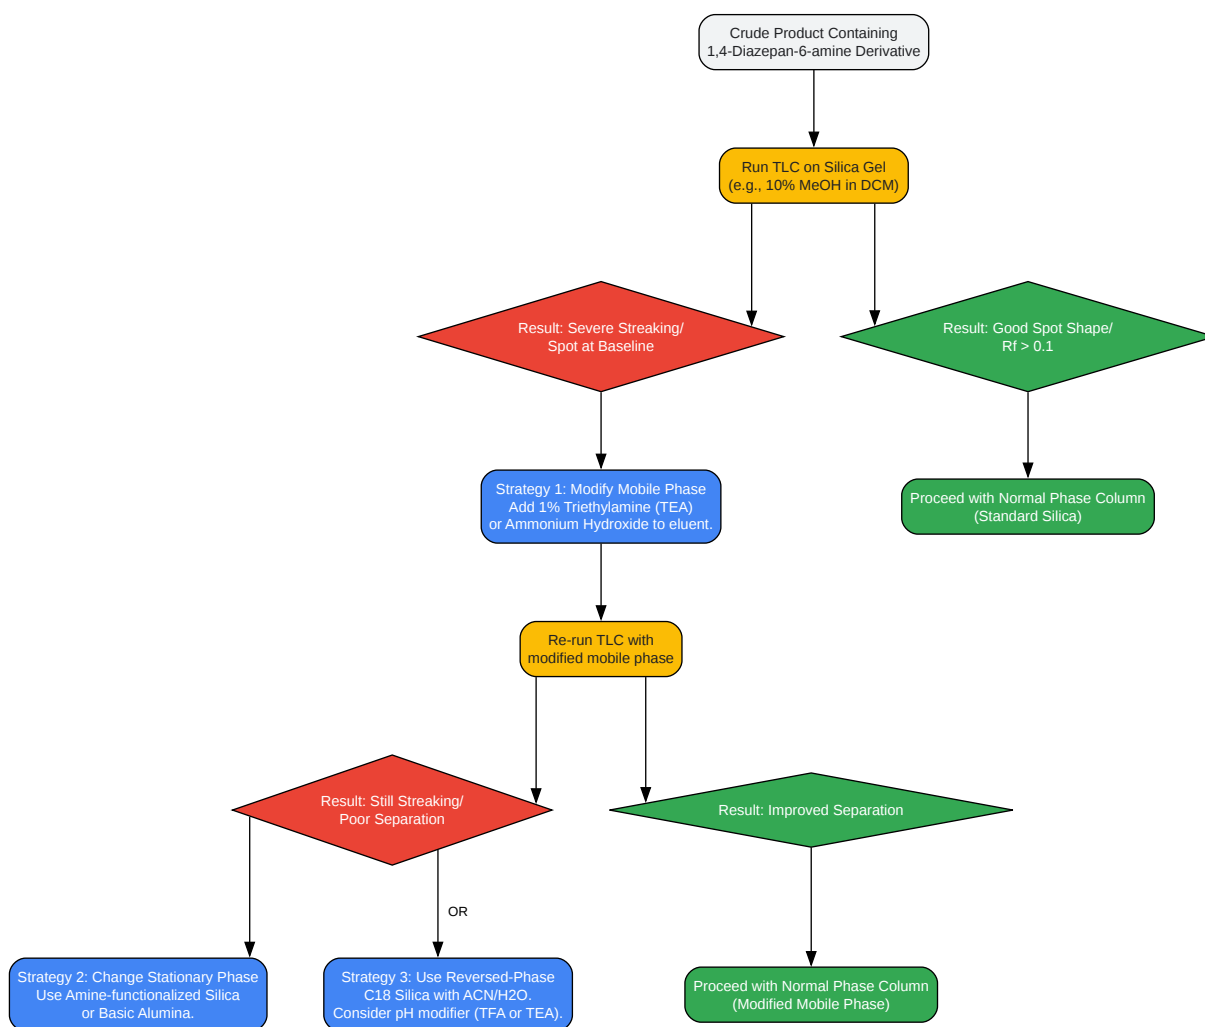 Crude Product Containing
1,4-Diazepan-6-amine Derivative
Run TLC on Silica Gel
(e.g., 10% MeOH in DCM)
Result: Severe Streaking/
Spot at Baseline
Result: Good Spot Shape/
Rf > 0.1
Strategy 1: Modify Mobile Phase
Add 1% Triethylamine (TEA)
or Ammonium Hydroxide to eluent.
Proceed with Normal Phase Column
(Standard Silica)
Re-run TLC with
modified mobile phase
Result: Still Streaking/
Poor Separation
Result: Improved Separation
OR
Strategy 2: Change Stationary Phase
Use Amine-functionalized Silica
or Basic Alumina.
Strategy 3: Use Reversed-Phase
C18 Silica with ACN/H2O.
Consider pH modifier (TFA or TEA).
Proceed with Normal Phase Column
(Modified Mobile Phase)